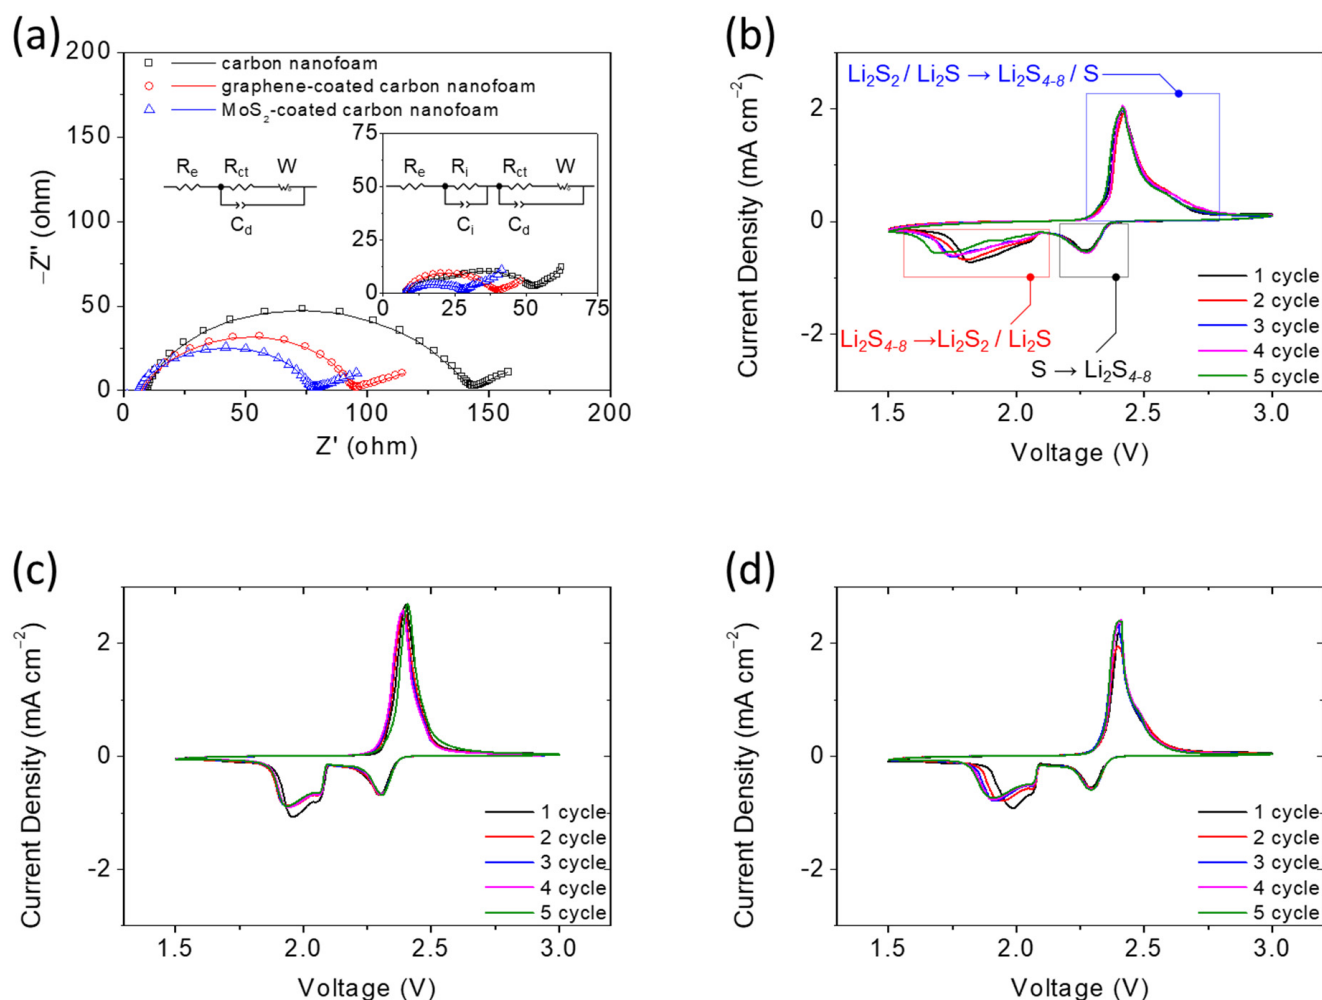 (a)
200
150
100
50
0
−Z'' (ohm)
0
50
100
150
200
Z' (ohm)
carbon nanofoam
graphene-coated carbon nanofoam
MoS₂-coated carbon nanofoam
Rₑ
R_ct
W
C_d
75
50
25
0
0
25
50
75
Rₑ
Rᵢ
R_ct
W
Cᵢ
C_d
(b)
Li₂S₂ / Li₂S → Li₂S₄₋₈ / S
Current Density (mA cm⁻²)
2
0
-2
Li₂S₄₋₈ → Li₂S₂ / Li₂S
S → Li₂S₄₋₈
1 cycle
2 cycle
3 cycle
4 cycle
5 cycle
1.5
2.0
2.5
3.0
Voltage (V)
(c)
Current Density (mA cm⁻²)
2
0
-2
1 cycle
2 cycle
3 cycle
4 cycle
5 cycle
1.5
2.0
2.5
3.0
Voltage (V)
(d)
Current Density (mA cm⁻²)
2
0
-2
1 cycle
2 cycle
3 cycle
4 cycle
5 cycle
1.5
2.0
2.5
3.0
Voltage (V)